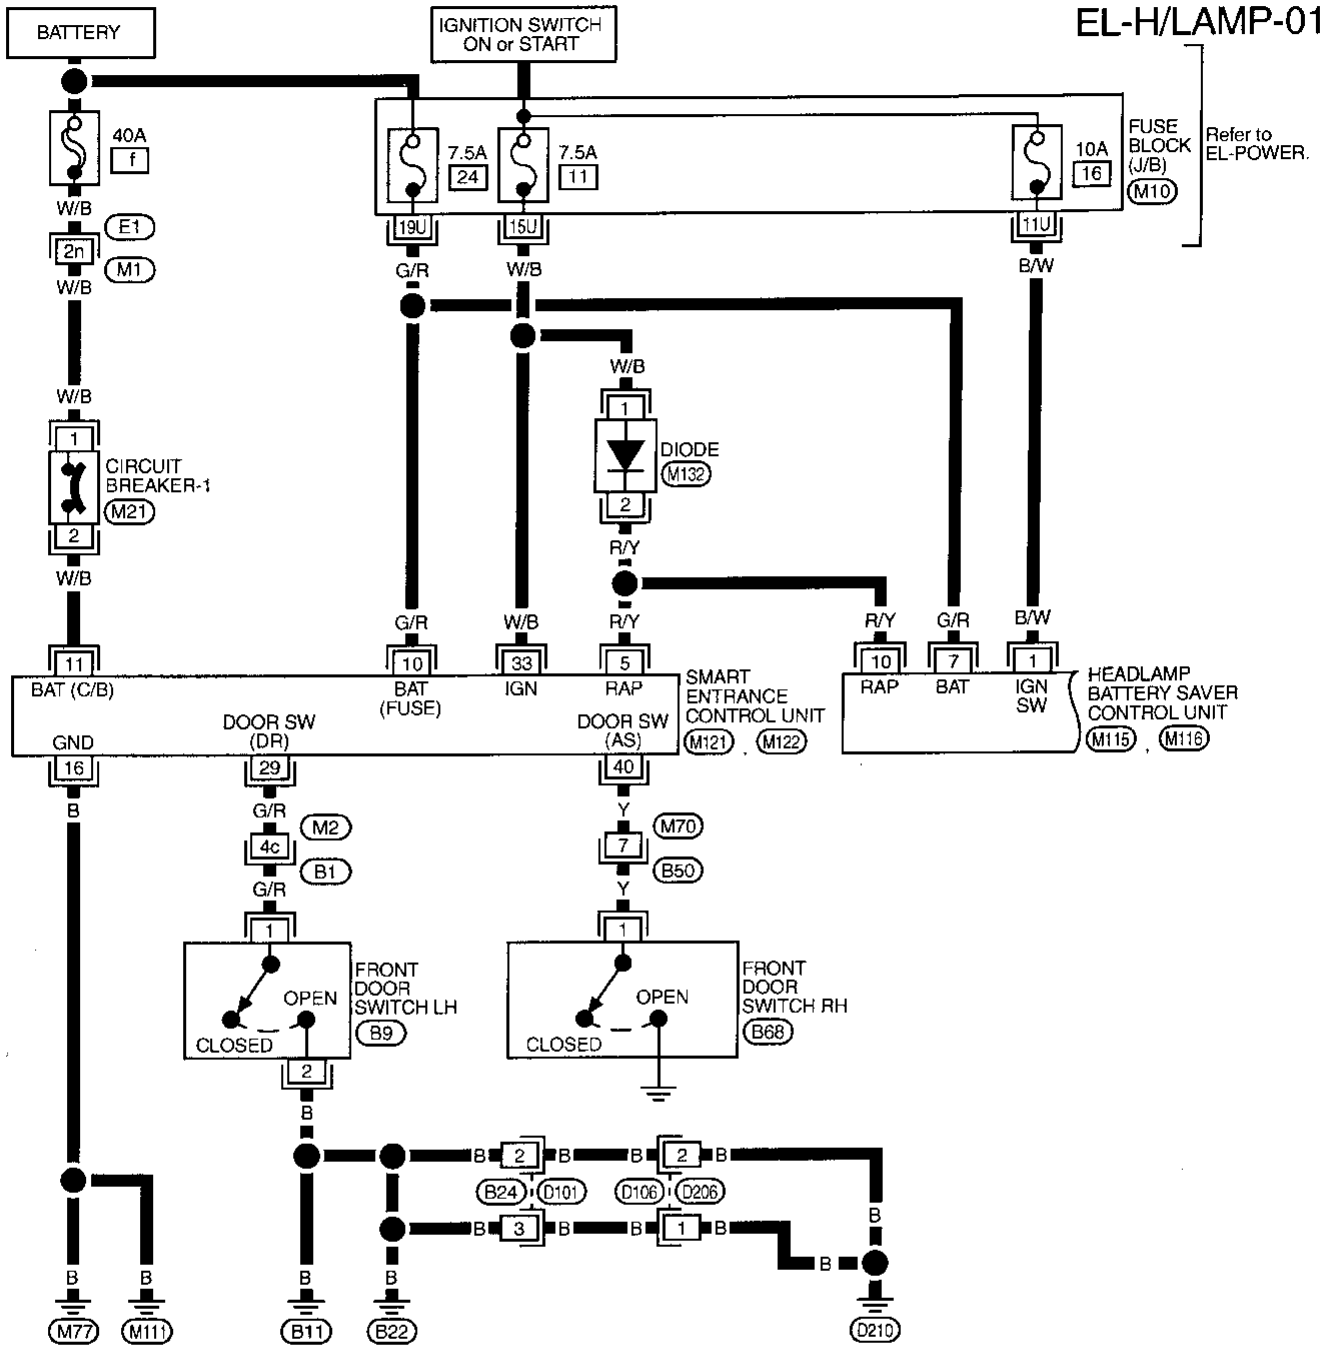 EL-H/LAMP-01
BATTERY
IGNITION SWITCH
ON or START
40A
f
7.5A
24
7.5A
11
10A
16
FUSE
BLOCK
(J/B)
M10
Refer to
EL-POWER.
W/B
E1
2n
M1
W/B
19U
15U
11U
G/R
W/B
B/W
W/B
W/B
1
1
CIRCUIT
BREAKER-1
M21
DIODE
M132
2
2
W/B
R/Y
G/R
W/B
R/Y
R/Y
G/R
B/W
11
10
33
5
10
7
1
BAT (C/B)
BAT
(FUSE)
IGN
RAP
SMART
ENTRANCE
CONTROL UNIT
M121 , M122
RAP
BAT
IGN
SW
HEADLAMP
BATTERY SAVER
CONTROL UNIT
M115 , M116
GND
DOOR SW
(DR)
DOOR SW
(AS)
16
29
40
B
G/R
Y
M2
M70
4c
7
B1
B50
G/R
Y
1
1
FRONT
DOOR
SWITCH LH
B9
OPEN
CLOSED
FRONT
DOOR
SWITCH RH
B68
OPEN
CLOSED
2
B
B
2
B
B
2
B
B24
D101
D106
D206
B
3
B
B
1
B
B
B
B
B
B
B
M77
M111
B11
B22
D210